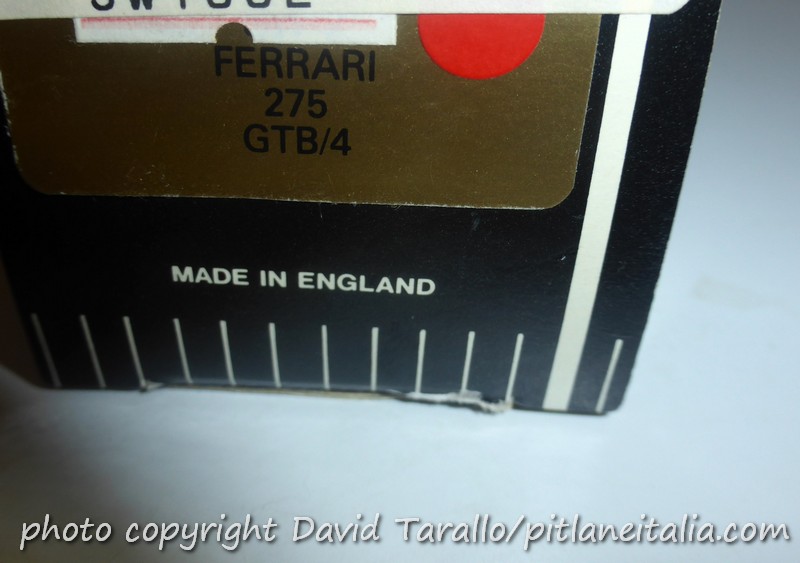 FERRARI
275
GTB/4
MADE IN ENGLAND
photo copyright David Tarallo/pitlaneitalia.com